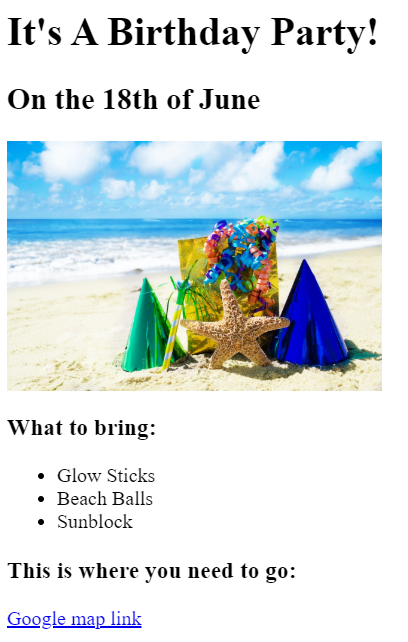 It's A Birthday Party!
On the 18th of June
What to bring:
Glow Sticks
Beach Balls
Sunblock
This is where you need to go:
Google map link